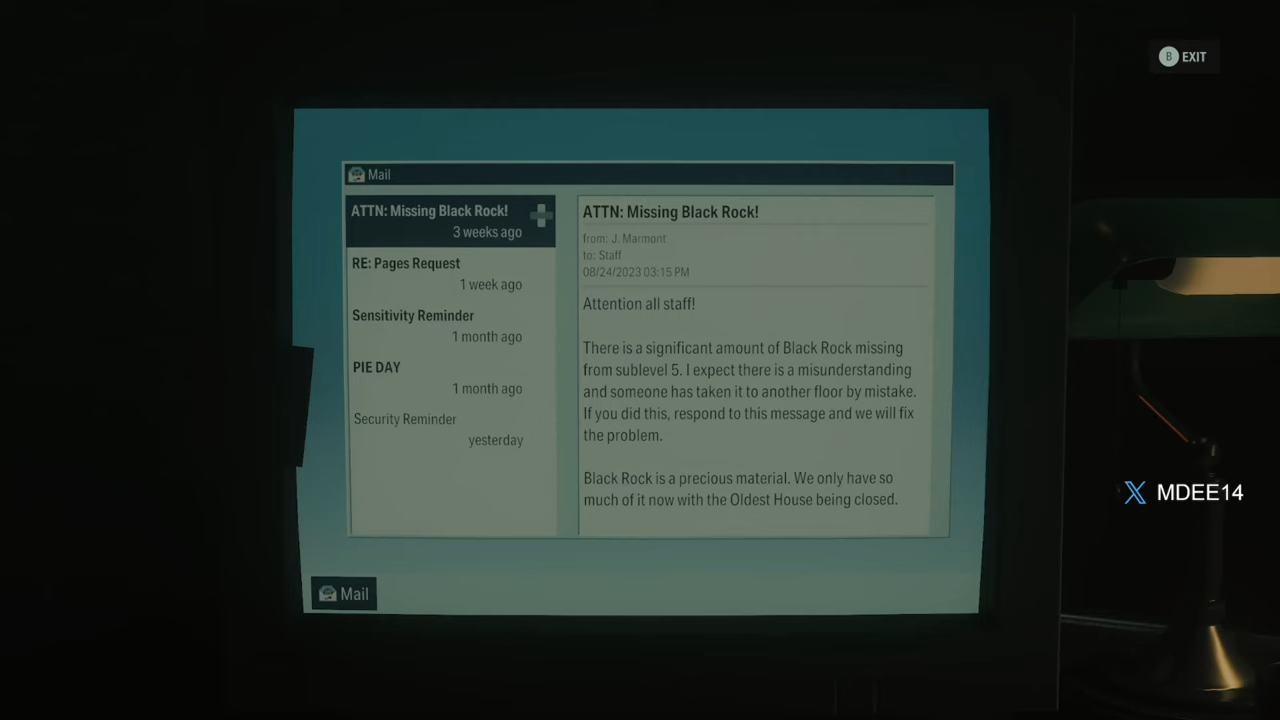 B EXIT
Mail
ATTN: Missing Black Rock!
3 weeks ago
RE: Pages Request
1 week ago
Sensitivity Reminder
1 month ago
PIE DAY
1 month ago
Security Reminder
yesterday
ATTN: Missing Black Rock!
from: J. Marmont
to: Staff
08/24/2023 03:15 PM
Attention all staff!
There is a significant amount of Black Rock missing
from sublevel 5. I expect there is a misunderstanding
and someone has taken it to another floor by mistake.
If you did this, respond to this message and we will fix
the problem.
Black Rock is a precious material. We only have so
much of it now with the Oldest House being closed.
Mail
X MDEE14